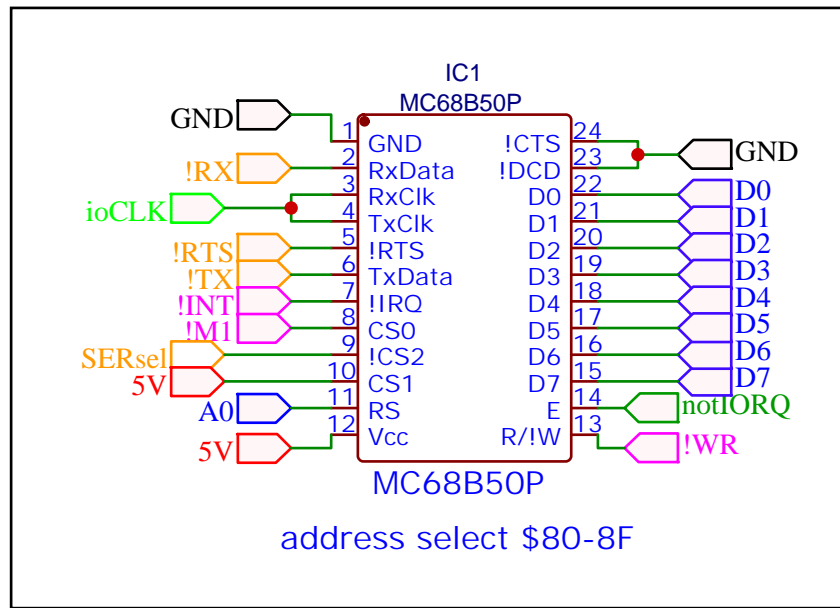 IC1
MC68B50P
GND 1 GND !CTS 24
!RX 2 RxData !DCD 23 GND
ioCLK 3 RxClk D0 22 D0
4 TxClk D1 21 D1
!RTS 5 !RTS D2 20 D2
!TX 6 TxData D3 19 D3
!INT 7 !IRQ D4 18 D4
!M1 8 CS0 D5 17 D5
SERsel 9 !CS2 D6 16 D6
5V 10 CS1 D7 15 D7
A0 11 RS E 14 notIORQ
5V 12 Vcc R/!W 13 !WR
MC68B50P
address select $80-8F